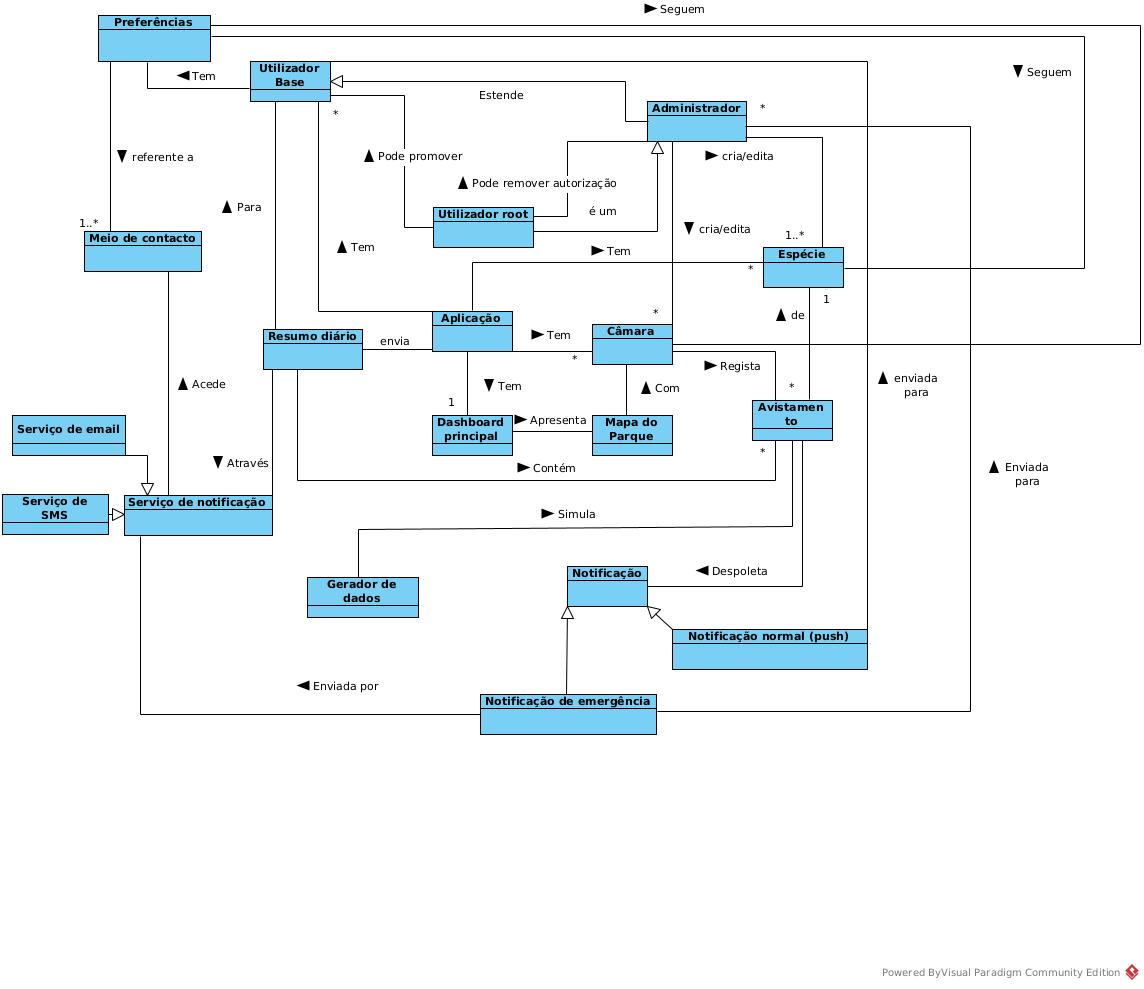 Seguem
Preferências
Tem
Utilizador
Base
Seguem
Estende
*
Administrador
*
referente a
Pode promover
cria/edita
Pode remover autorização
Para
Utilizador root
é um
1..*
Meio de contacto
Tem
cria/edita
1..*
Tem
Espécie
*
1
Aplicação
*
de
Resumo diário
envia
Tem
Câmara
*
Regista
Acede
Tem
Com
*
enviada
para
1
Dashboard
principal
Apresenta
Mapa do
Parque
Avistamen
to
*
Serviço de email
Através
Contém
Enviada
para
Serviço de
SMS
Serviço de notificação
Simula
Gerador de
dados
Notificação
Despoleta
Notificação normal (push)
Enviada por
Notificação de emergência
Powered ByVisual Paradigm Community Edition